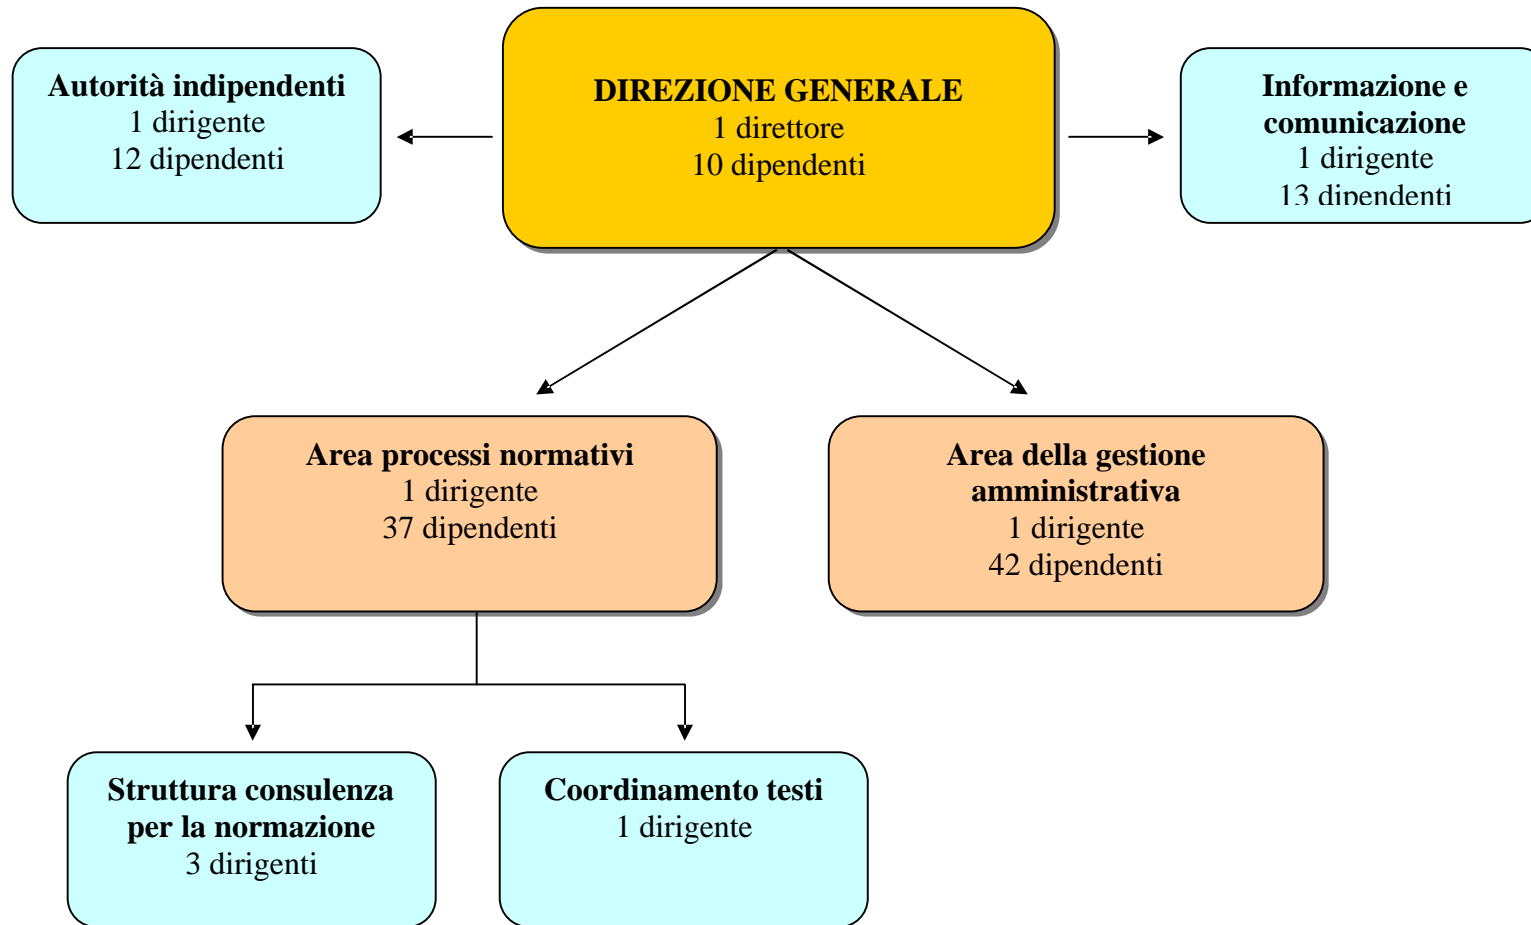 Autorità indipendenti
1 dirigente
12 dipendenti
DIREZIONE GENERALE
1 direttore
10 dipendenti
Informazione e
comunicazione
1 dirigente
13 dipendenti
Area processi normativi
1 dirigente
37 dipendenti
Area della gestione
amministrativa
1 dirigente
42 dipendenti
Struttura consulenza
per la normazione
3 dirigenti
Coordinamento testi
1 dirigente